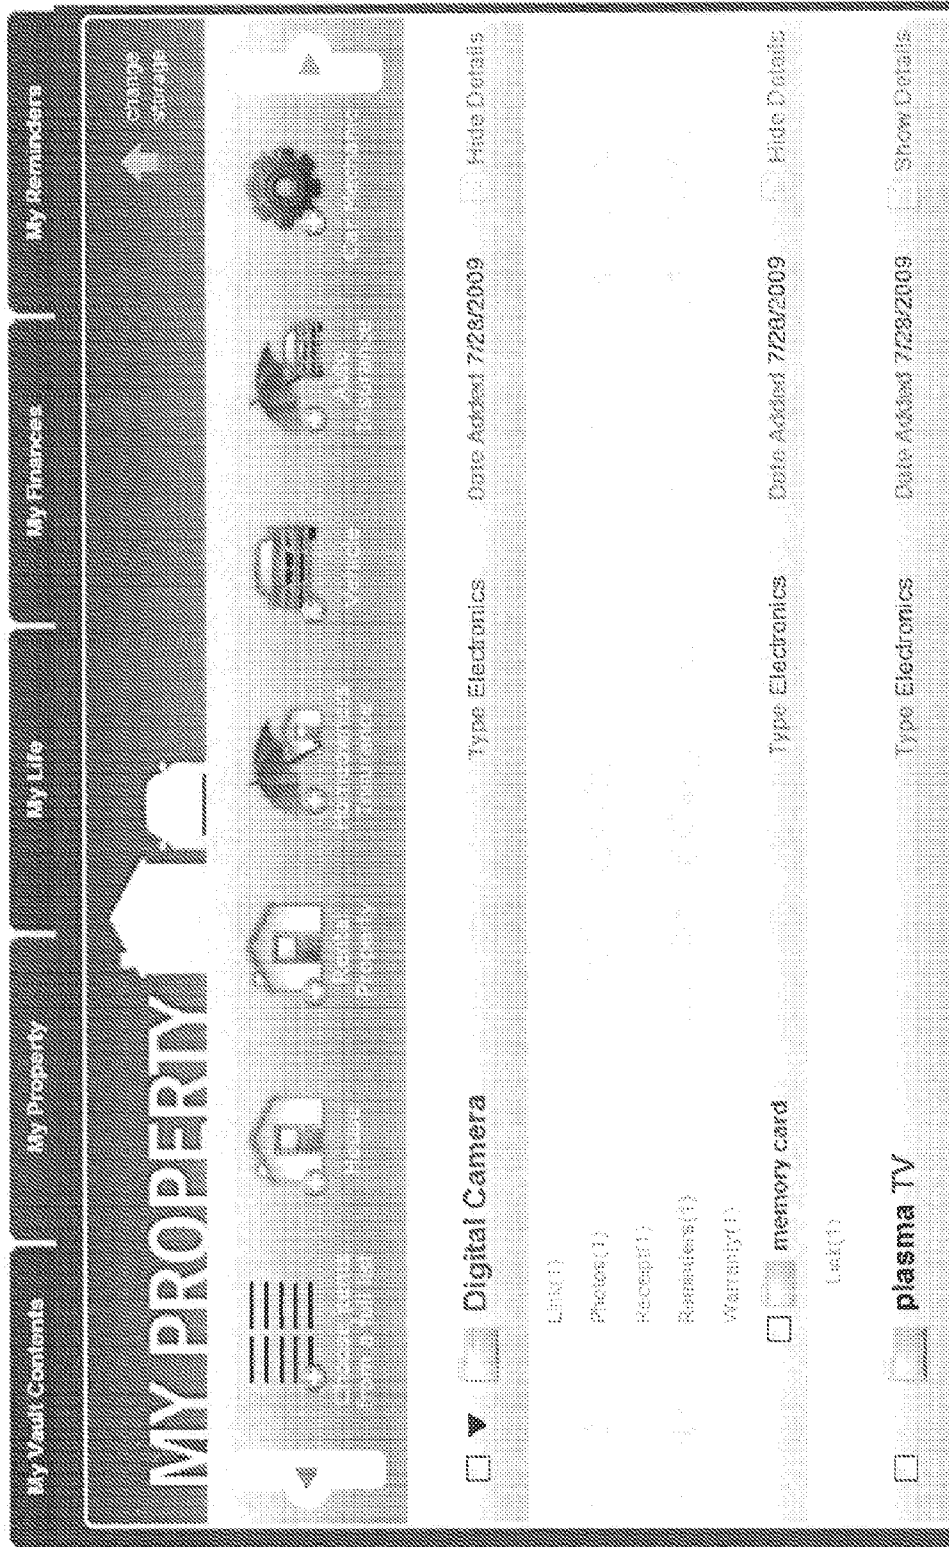 My Vault Contents
My Property
My Life
My Finances
My Reminders
MY PROPERTY
change
Rental
Property
Digital Camera
Type Electronics
Date Added 7/28/2009
Hide Details
Link(1)
Photos(1)
Receipt(1)
Reminders(1)
Warranty(1)
memory card
Type Electronics
Date Added 7/28/2009
Hide Details
Link(1)
plasma TV
Type Electronics
Date Added 7/28/2009
Show Details